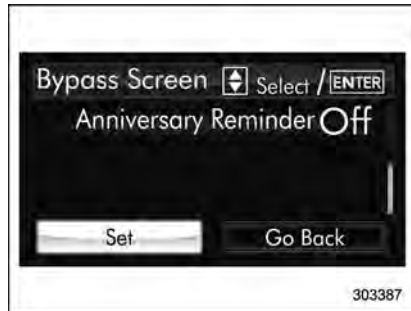 Bypass Screen Select / ENTER
Anniversary Reminder Off
Set Go Back
303387